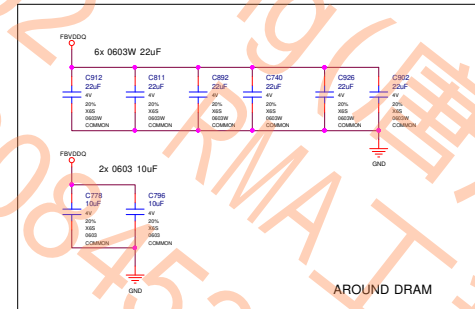 FBVDDQ
6x 0603W 22uF
C912
22uF
4V
20%
X6S
0603W
COMMON
C811
22uF
4V
20%
X6S
0603W
COMMON
C892
22uF
4V
20%
X6S
0603W
COMMON
C740
22uF
4V
20%
X6S
0603W
COMMON
C926
22uF
4V
20%
X6S
0603W
COMMON
C902
22uF
4V
20%
X6S
0603W
COMMON
GND
FBVDDQ
2x 0603 10uF
C778
10uF
4V
20%
X6S
0603
COMMON
C796
10uF
4V
20%
X6S
0603
COMMON
GND
AROUND DRAM
RMA